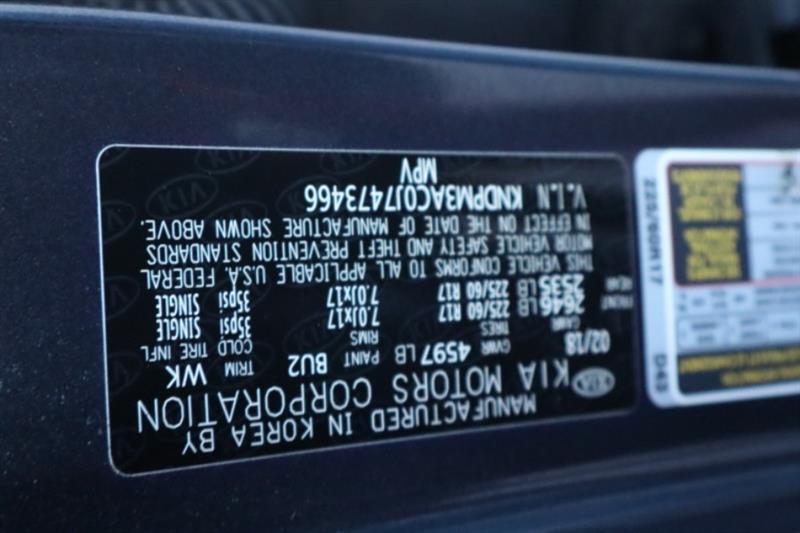 MANUFACTURED IN KOREA BY
KIA KIA MOTORS CORPORATION
02/18 GVWR 4597 LB PAINT BU2 TRIM WK
GAWR TIRES RIMS COLD TIRE INFL
FRONT 2646 LB 225/60 R17 7.0Jx17 35psi SINGLE
REAR 2535 LB 225/60 R17 7.0Jx17 35psi SINGLE
THIS VEHICLE CONFORMS TO ALL APPLICABLE U.S.A. FEDERAL
MOTOR VEHICLE SAFETY AND THEFT PREVENTION STANDARDS
IN EFFECT ON THE DATE OF MANUFACTURE SHOWN ABOVE.
V.I.N KNDPM3AC0J7473466
MPV
225/60R17
D43